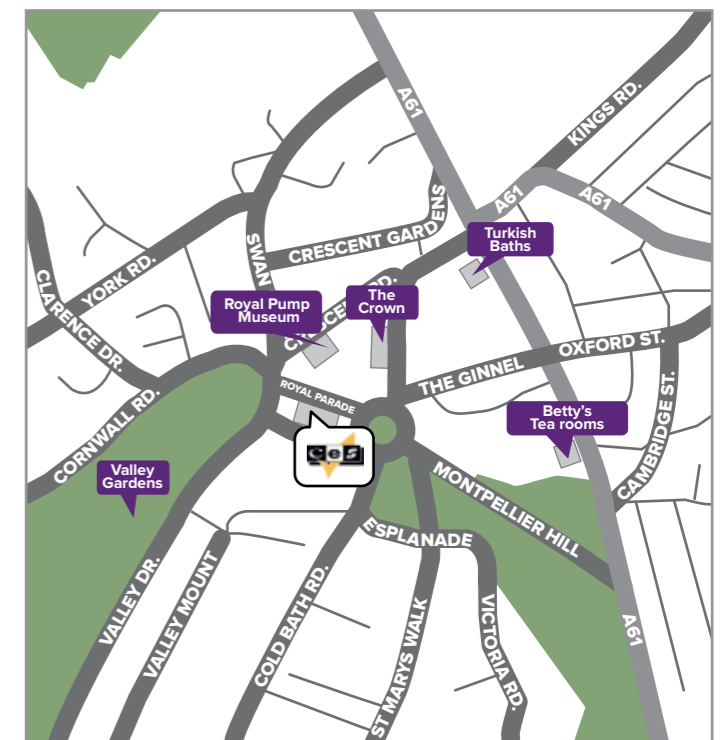 A61
KINGS RD.
A61
A61
CRESCENT GARDENS
SWAN
Turkish
Baths
YORK RD.
CLARENCE DR.
Royal Pump
Museum
The
Crown
OXFORD ST.
THE GINNEL
ROYAL PARADE
CORNWALL RD.
CAMBRIDGE ST.
Betty's
Tea rooms
CeS
Valley
Gardens
MONTPELLIER HILL
ESPLANADE
VALLEY DR.
VALLEY MOUNT
COLD BATH RD.
ST MARYS WALK
VICTORIA RD.
A61